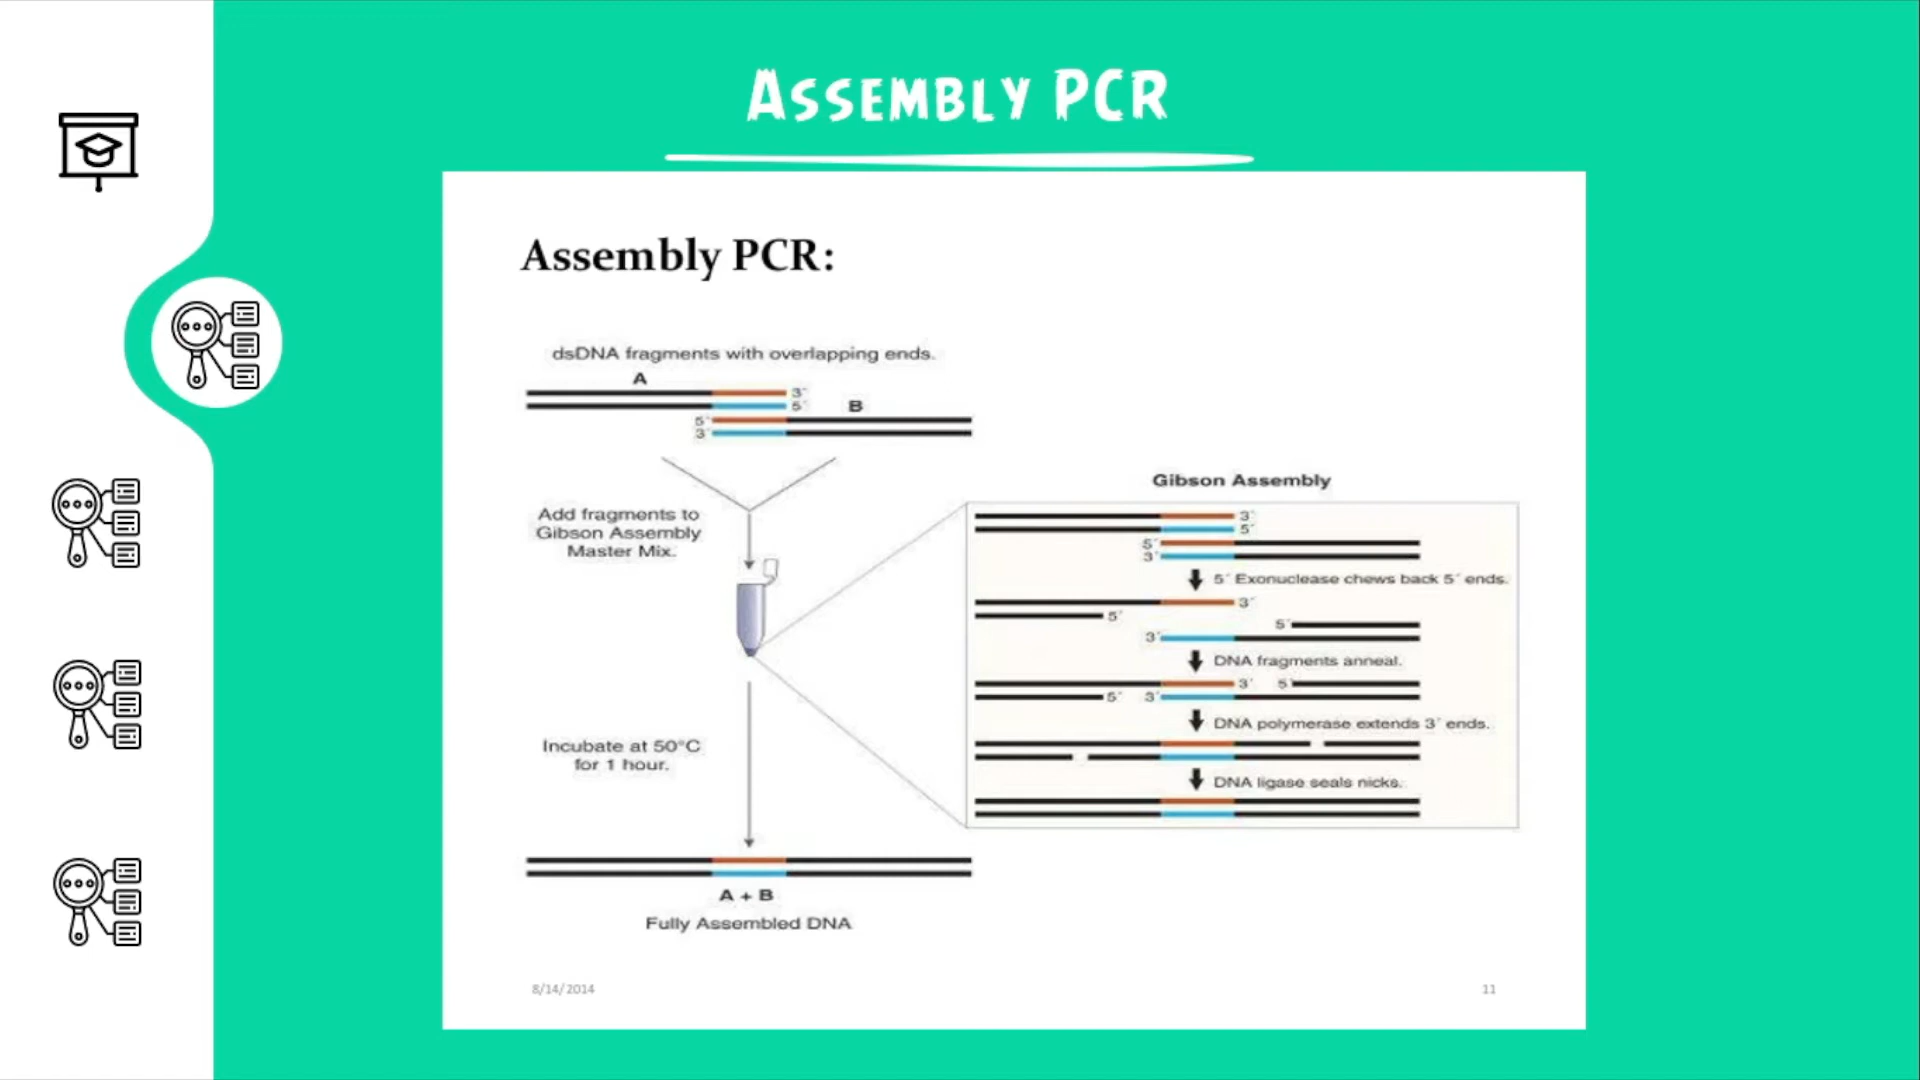 ASSEMBLY PCR
Assembly PCR:
dsDNA fragments with overlapping ends.
A
3´
5´
B
5´
3´
Add fragments to
Gibson Assembly
Master Mix.
Incubate at 50°C
for 1 hour.
A + B
Fully Assembled DNA
Gibson Assembly
3´
5´
5´
3´
5´ Exonuclease chews back 5´ ends.
3´
5´
5´
3´
DNA fragments anneal.
3´ 5´
5´ 3´
DNA polymerase extends 3´ ends.
DNA ligase seals nicks.
8/14/2014
11